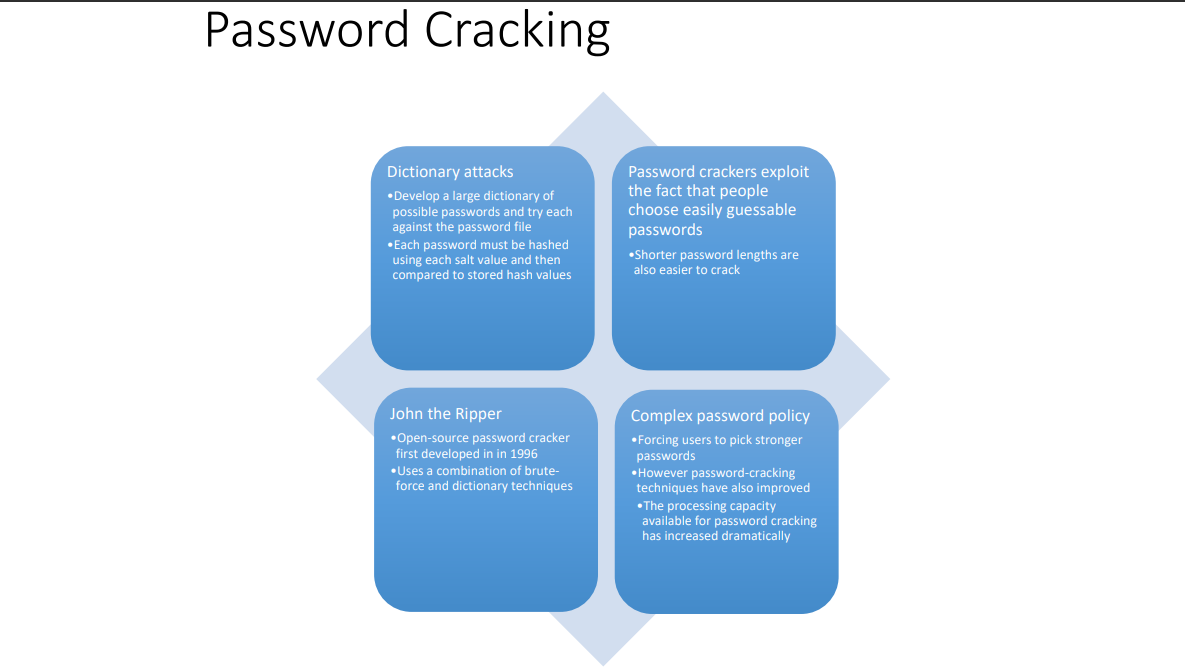 Password Cracking
Dictionary attacks
•Develop a large dictionary of
possible passwords and try each
against the password file
•Each password must be hashed
using each salt value and then
compared to stored hash values
Password crackers exploit
the fact that people
choose easily guessable
passwords
•Shorter password lengths are
also easier to crack
John the Ripper
•Open-source password cracker
first developed in in 1996
•Uses a combination of brute-
force and dictionary techniques
Complex password policy
•Forcing users to pick stronger
passwords
•However password-cracking
techniques have also improved
•The processing capacity
available for password cracking
has increased dramatically